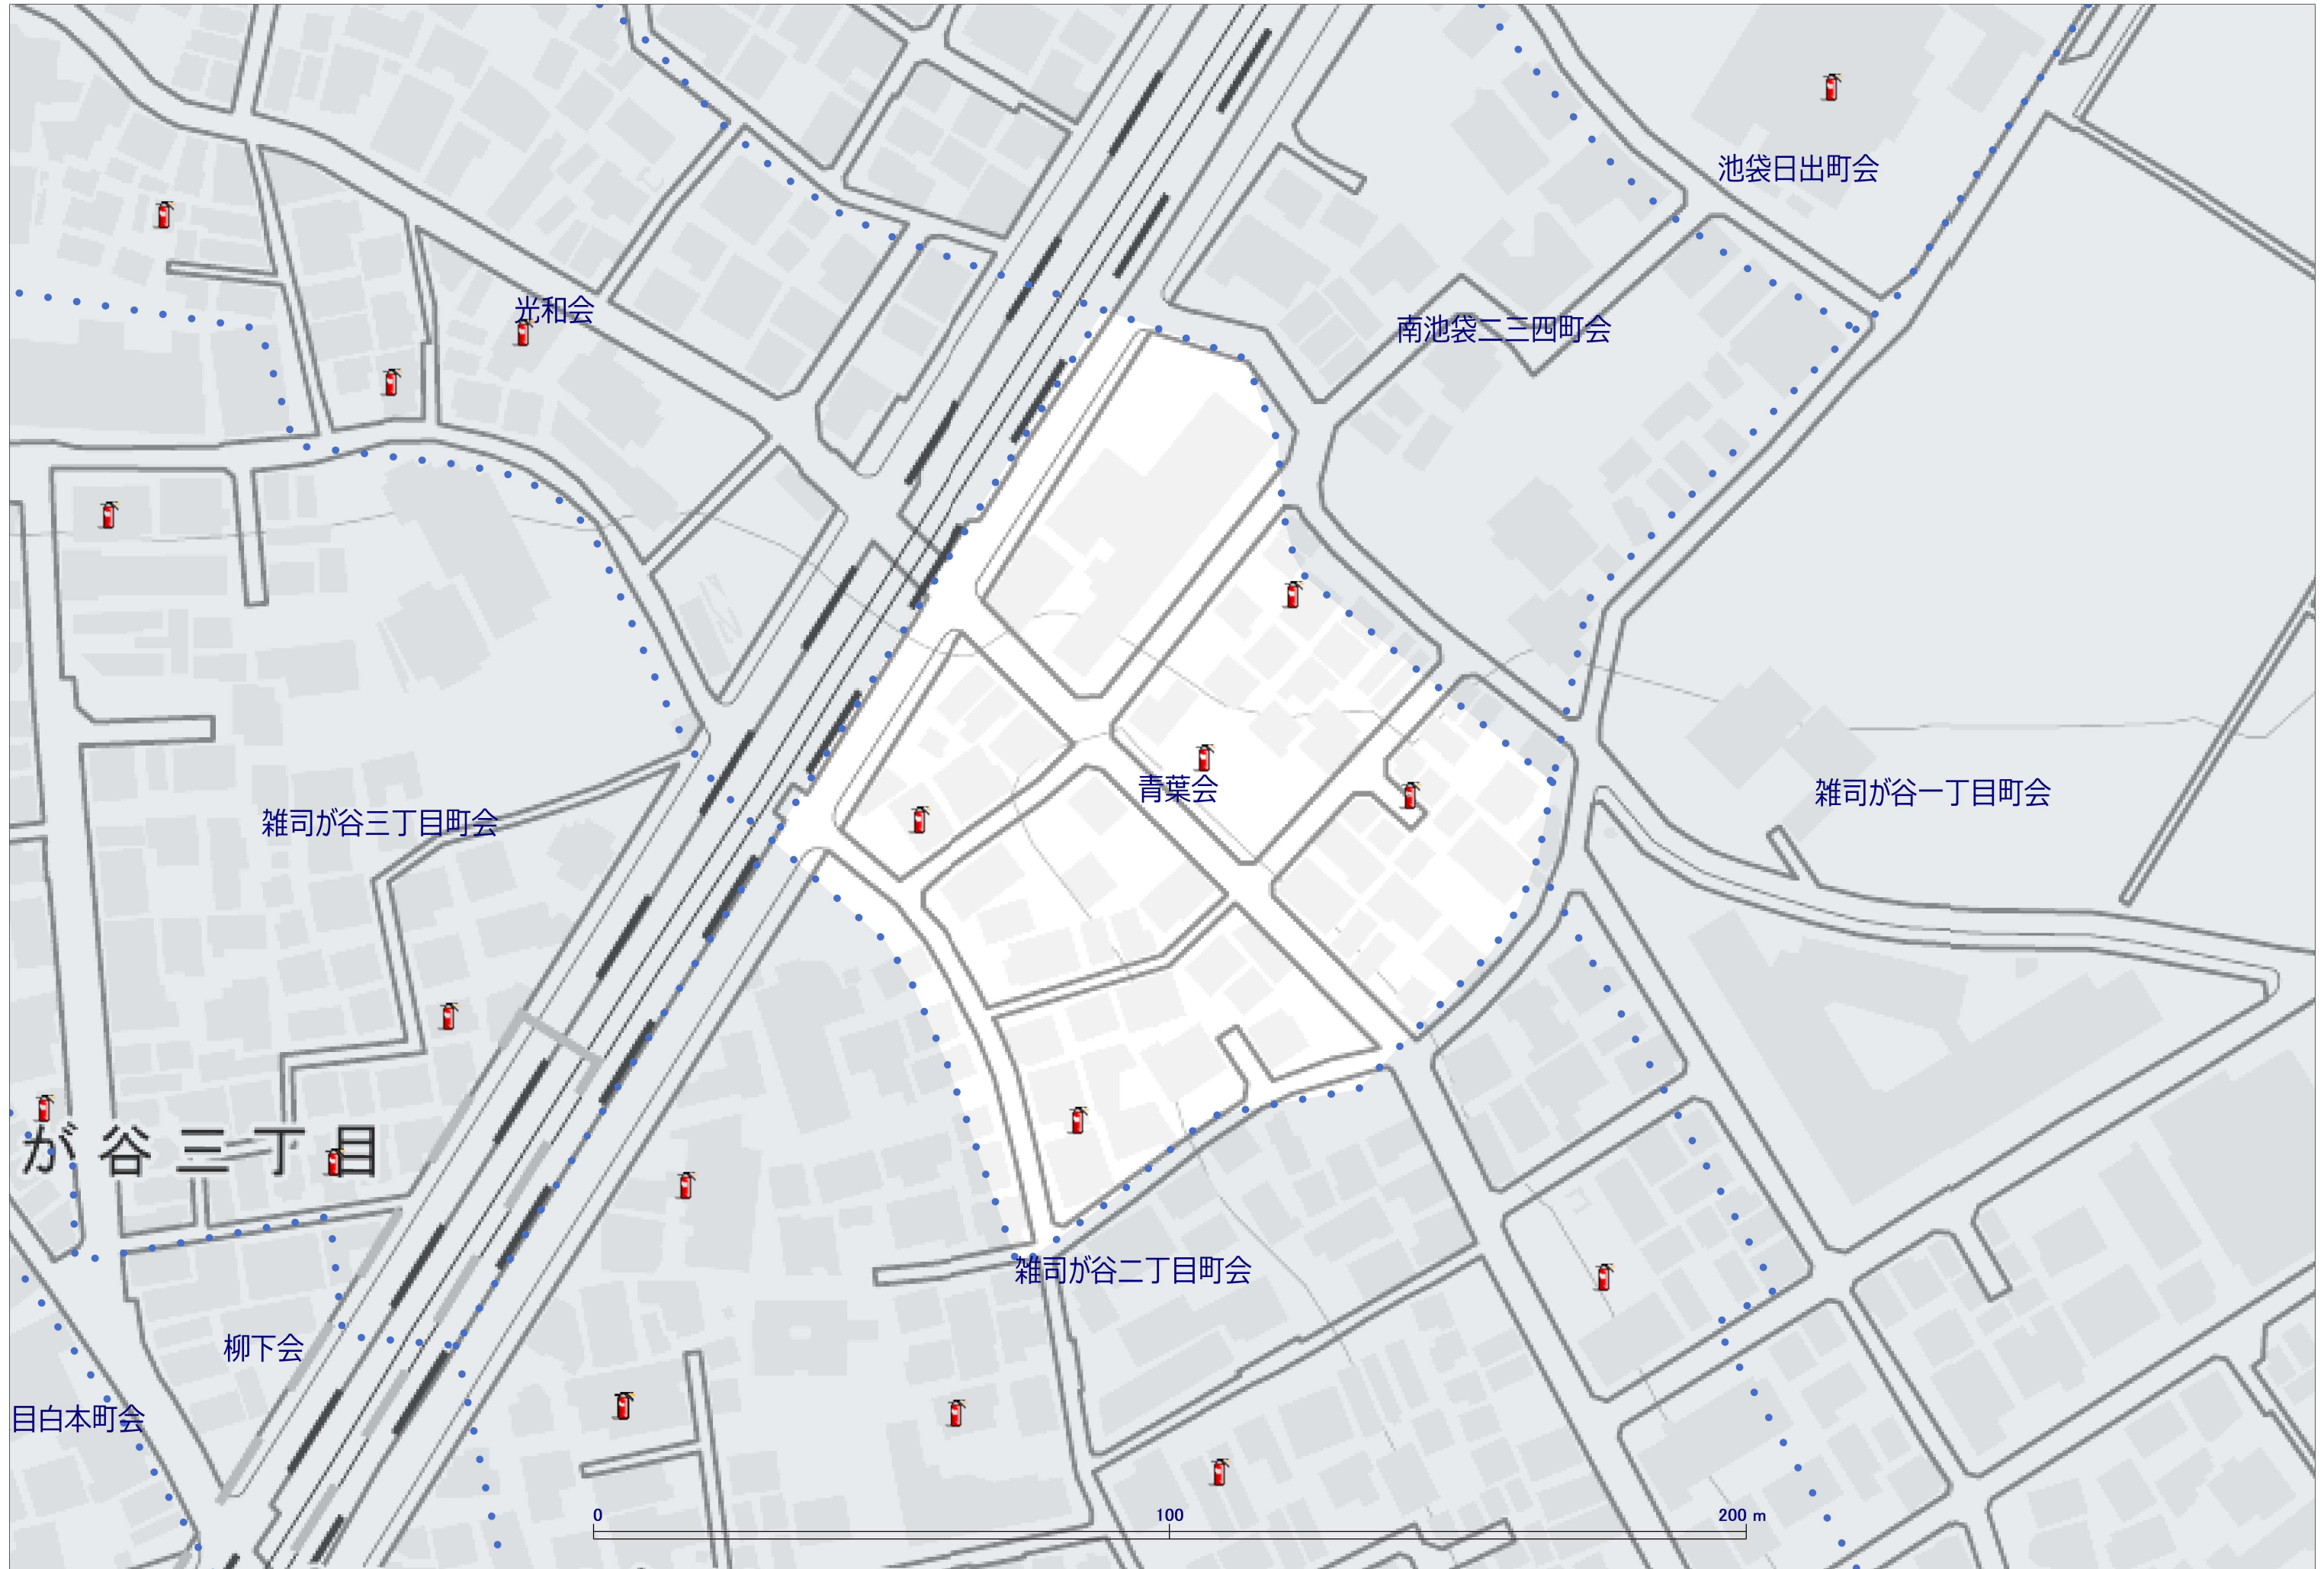 池袋日出町会
光和会
南池袋二三四町会
青葉会
雑司が谷一丁目町会
雑司が谷三丁目町会
が谷三丁目
雑司が谷二丁目町会
柳下会
目白本町会
0 100 200 m